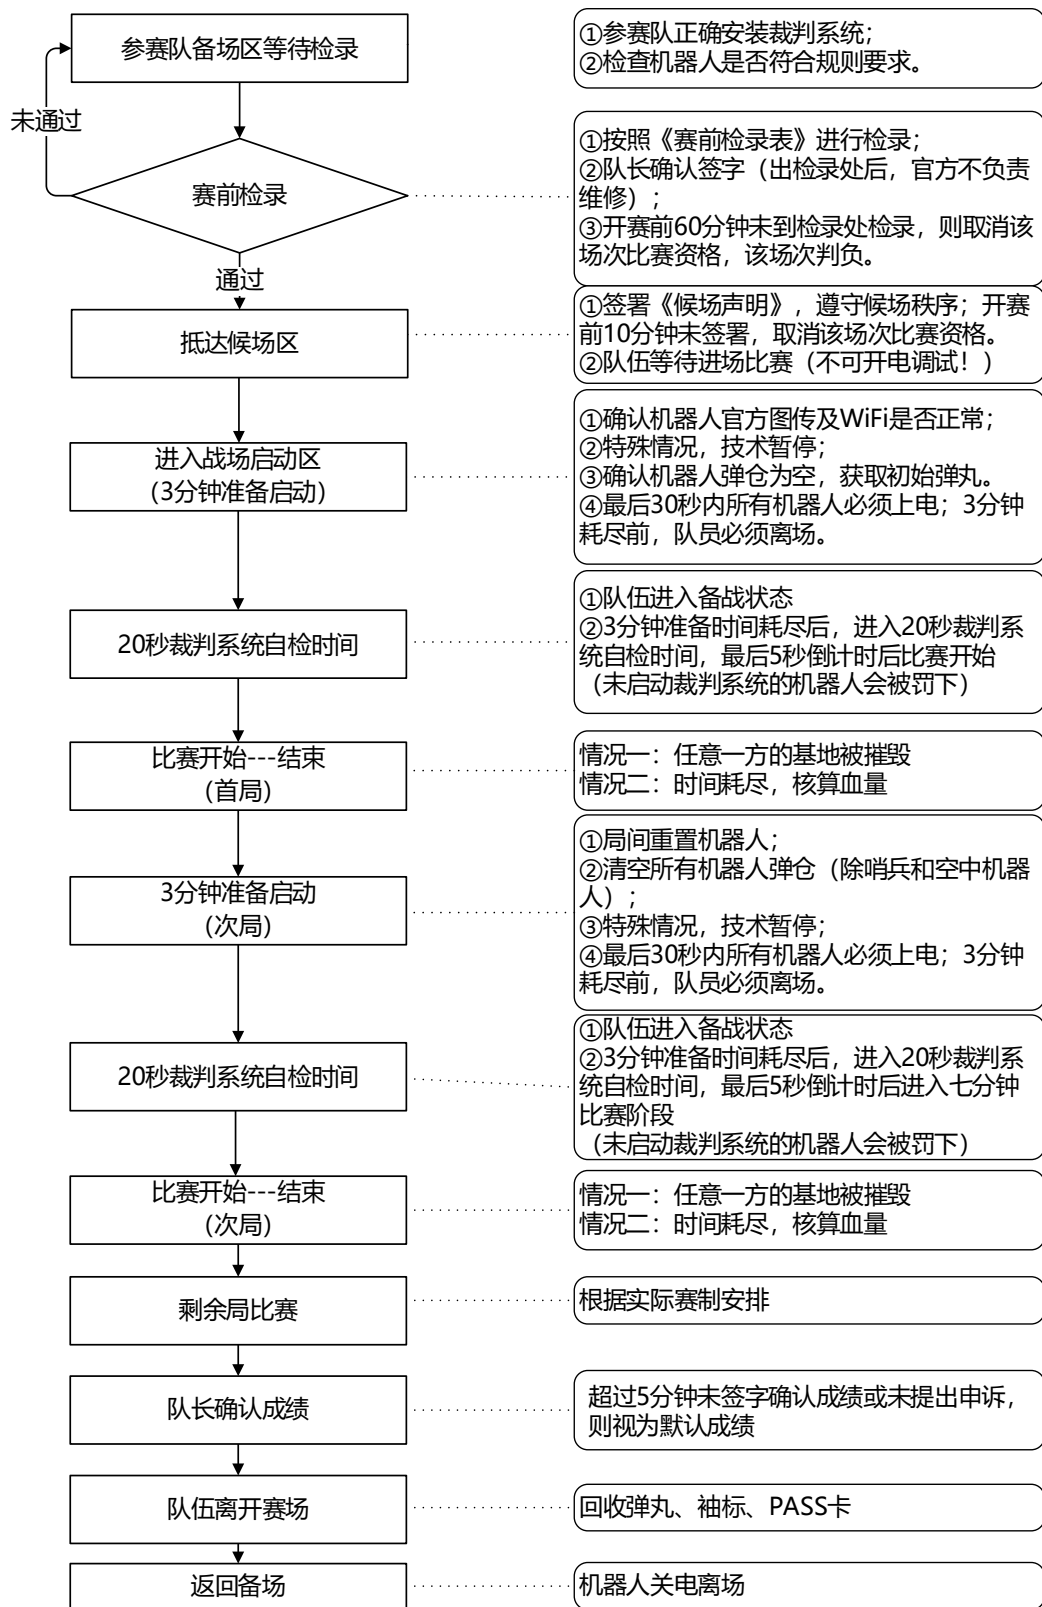 参赛队备场区等待检录
①参赛队正确安装裁判系统；
②检查机器人是否符合规则要求。
未通过
赛前检录
①按照《赛前检录表》进行检录；
②队长确认签字（出检录处后，官方不负责
维修）；
③开赛前60分钟未到检录处检录，则取消该
场次比赛资格，该场次判负。
通过
抵达候场区
①签署《候场声明》，遵守候场秩序；开赛
前10分钟未签署，取消该场次比赛资格。
②队伍等待进场比赛（不可开电调试！）
进入战场启动区
（3分钟准备启动）
①确认机器人官方图传及WiFi是否正常；
②特殊情况，技术暂停；
③确认机器人弹仓为空，获取初始弹丸。
④最后30秒内所有机器人必须上电；3分钟
耗尽前，队员必须离场。
20秒裁判系统自检时间
①队伍进入备战状态
②3分钟准备时间耗尽后，进入20秒裁判系
统自检时间，最后5秒倒计时后比赛开始
（未启动裁判系统的机器人会被罚下）
比赛开始---结束
（首局）
情况一：任意一方的基地被摧毁
情况二：时间耗尽，核算血量
3分钟准备启动
（次局）
①局间重置机器人；
②清空所有机器人弹仓（除哨兵和空中机器
人）；
③特殊情况，技术暂停；
④最后30秒内所有机器人必须上电；3分钟
耗尽前，队员必须离场。
20秒裁判系统自检时间
①队伍进入备战状态
②3分钟准备时间耗尽后，进入20秒裁判系
统自检时间，最后5秒倒计时后进入七分钟
比赛阶段
（未启动裁判系统的机器人会被罚下）
比赛开始---结束
（次局）
情况一：任意一方的基地被摧毁
情况二：时间耗尽，核算血量
剩余局比赛
根据实际赛制安排
队长确认成绩
超过5分钟未签字确认成绩或未提出申诉，
则视为默认成绩
队伍离开赛场
回收弹丸、袖标、PASS卡
返回备场
机器人关电离场